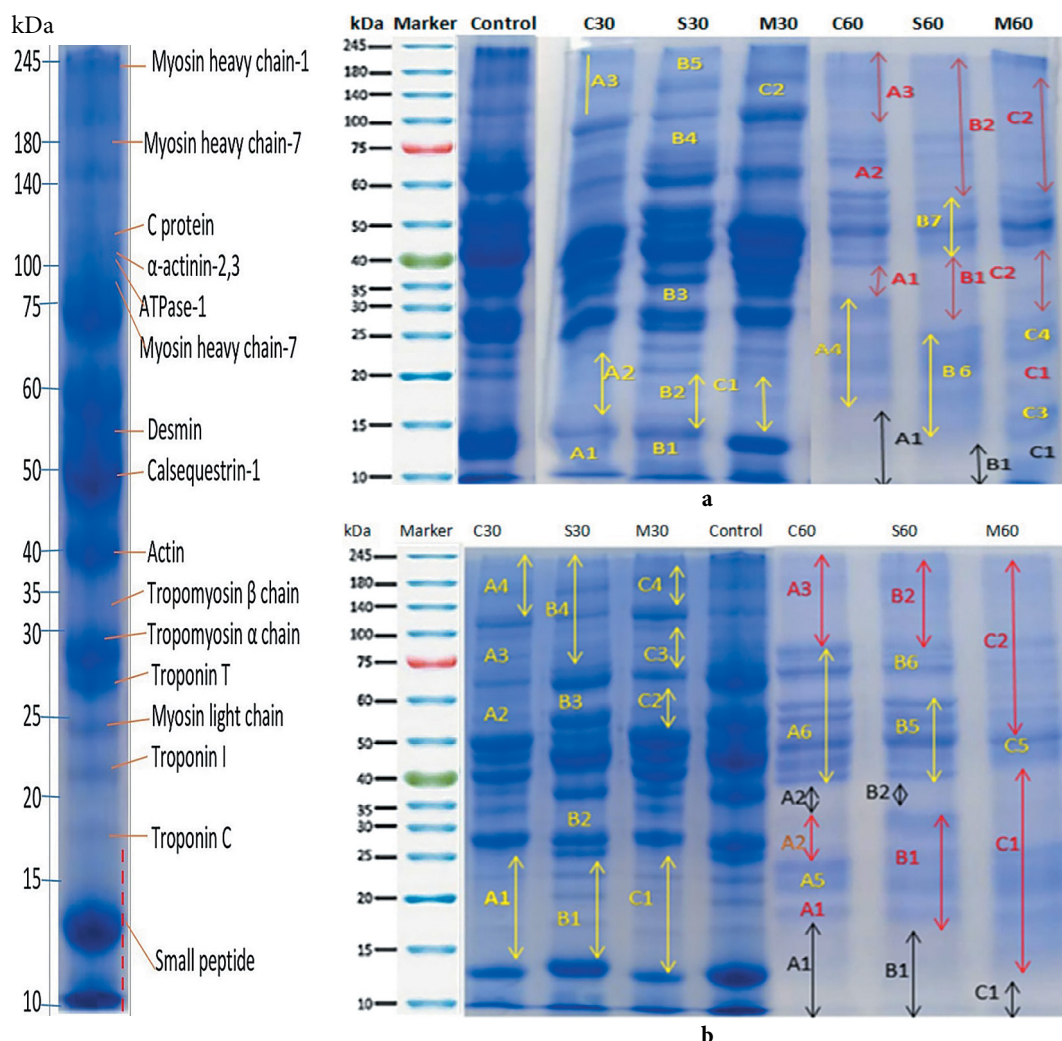 kDa
245
180
140
100
75
60
50
40
35
30
25
20
15
10
Myosin heavy chain-1
Myosin heavy chain-7
C protein
α-actinin-2,3
ATPase-1
Myosin heavy chain-7
Desmin
Calsequestrin-1
Actin
Tropomyosin β chain
Tropomyosin α chain
Troponin T
Myosin light chain
Troponin I
Troponin C
Small peptide
kDa Marker Control C30 S30 M30 C60 S60 M60
245
180
140
100
75
60
50
40
35
30
25
20
15
10
A3
A2
A1
B5
B4
B3
B2
B1
C2
C1
A3
A2
A1
A4
A1
B2
B7
B1
B6
B1
C2
C2
C4
C1
C3
C1
a
kDa Marker C30 S30 M30 Control C60 S60 M60
245
180
140
100
75
60
50
40
35
30
25
20
15
10
A4
A3
A2
A1
B4
B3
B2
B1
C4
C3
C2
C1
A3
A6
A2
A2
A5
A1
A1
B2
B6
B5
B2
B1
B1
C2
C5
C1
C1
b